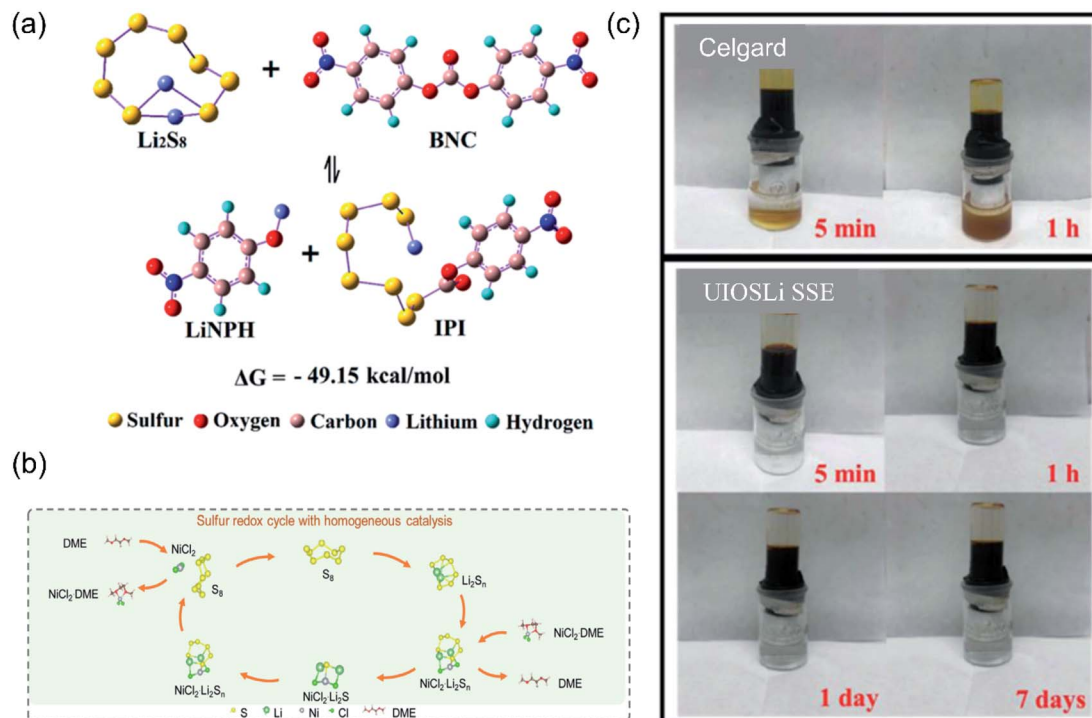 (a)
Li2S8
+
BNC
⇌
LiNPH
+
IPI
ΔG = - 49.15 kcal/mol
Sulfur Oxygen Carbon Lithium Hydrogen
(b)
Sulfur redox cycle with homogeneous catalysis
DME
NiCl2
S8
S8
Li2Sn
NiCl2 DME
NiCl2 DME
DME
NiCl2·Li2Sn
NiCl2·Li2S
NiCl2·Li2Sn
S Li Ni Cl DME
(c)
Celgard
5 min
1 h
UIOSLi SSE
5 min
1 h
1 day
7 days